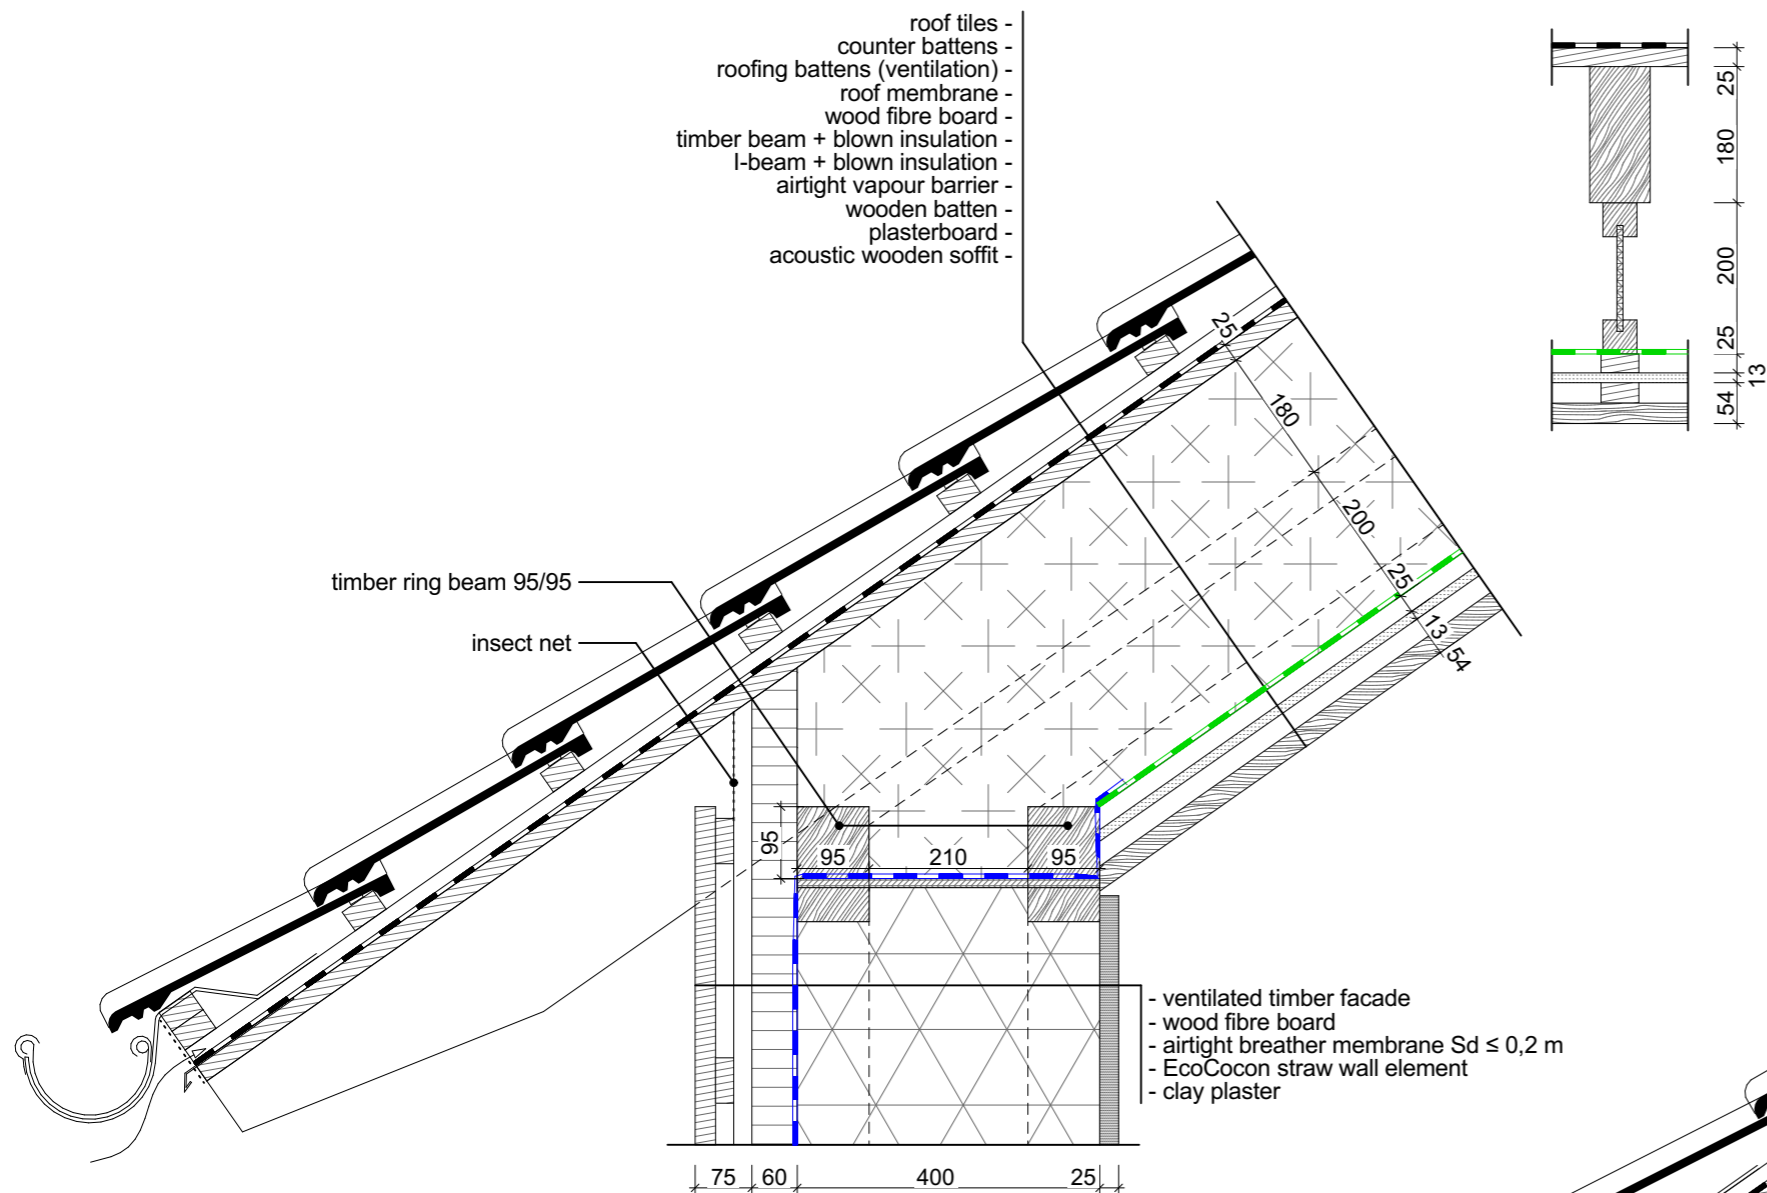 roof tiles -
counter battens -
roofing battens (ventilation) -
roof membrane -
wood fibre board -
timber beam + blown insulation -
I-beam + blown insulation -
airtight vapour barrier -
wooden batten -
plasterboard -
acoustic wooden soffit -
25
180
200
25
13
54
25
180
200
25
13
54
timber ring beam 95/95
insect net
95
95
210
95
- ventilated timber facade
- wood fibre board
- airtight breather membrane Sd ≤ 0,2 m
- EcoCocon straw wall element
- clay plaster
75
60
400
25